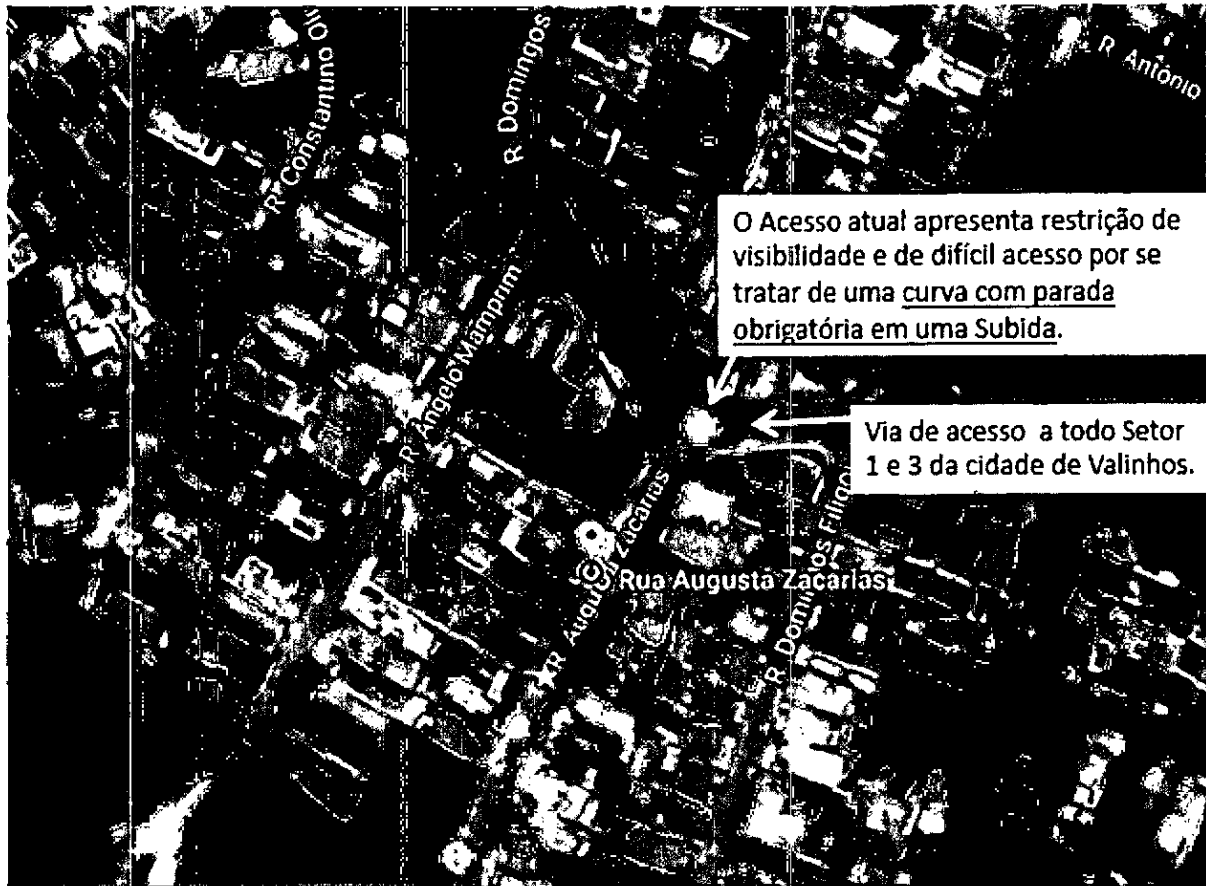 R Constantino Oli
R Domingos
R António
O Acesso atual apresenta restrição de
visibilidade e de difícil acesso por se
tratar de uma curva com parada
obrigatória em uma Subida.
R Angelo Mamprim
Via de acesso a todo Setor
1 e 3 da cidade de Valinhos.
R Augusta Zacarias
Rua Augusta Zacarias
R Domingos Filipp